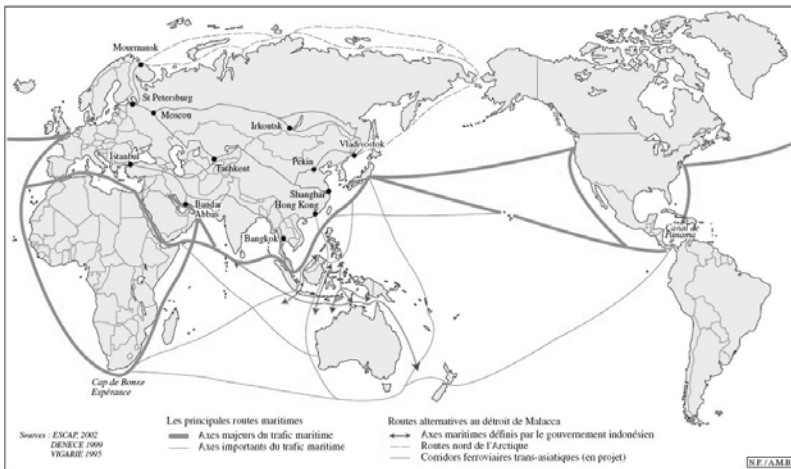 Mourmansk
St Petersburg
Moscou
Irkoutsk
Vladivostok
Istanbul
Tachkent
Pékin
Shanghai
Hong Kong
Bandar
Abbas
Bangkok
Canal de
Panama
Cap de Bonne
Espérance
Sources : ESCAP, 2002
DENECE 1999
VIGARIE 1995
Les principales routes maritimes
Axes majeurs du trafic maritime
Axes importants du trafic maritime
Routes alternatives au détroit de Malacca
Axes maritimes définis par le gouvernement indonésien
Routes nord de l'Arctique
Corridors ferroviaires trans-asiatiques (en projet)
N.F./A.M.B.